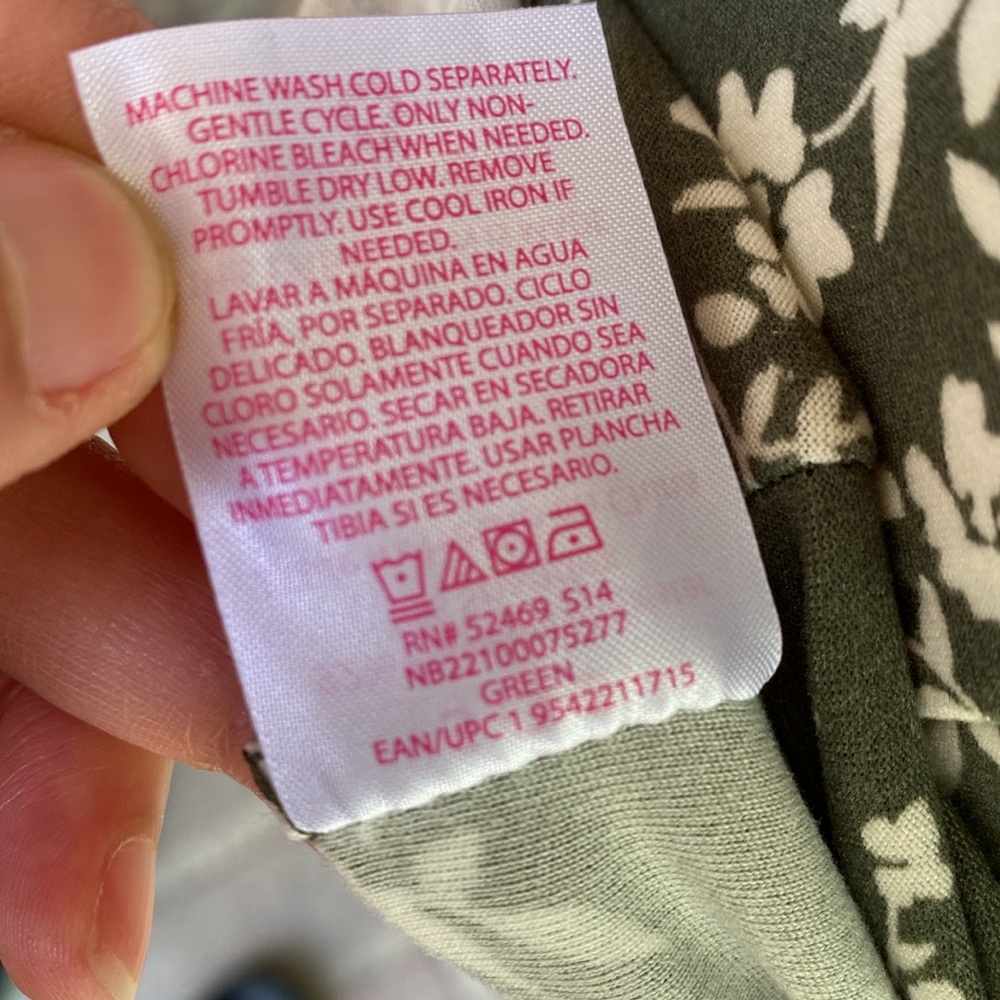 MACHINE WASH COLD SEPARATELY.
GENTLE CYCLE. ONLY NON-
CHLORINE BLEACH WHEN NEEDED.
TUMBLE DRY LOW. REMOVE
PROMPTLY. USE COOL IRON IF
NEEDED.
LAVAR A MÁQUINA EN AGUA
FRÍA, POR SEPARADO. CICLO
DELICADO. BLANQUEADOR SIN
CLORO SOLAMENTE CUANDO SEA
NECESARIO. SECAR EN SECADORA
A TEMPERATURA BAJA. RETIRAR
INMEDIATAMENTE. USAR PLANCHA
TIBIA SI ES NECESARIO.
RN# 52469 S14
NB22100075277
GREEN
EAN/UPC 1 9542211715